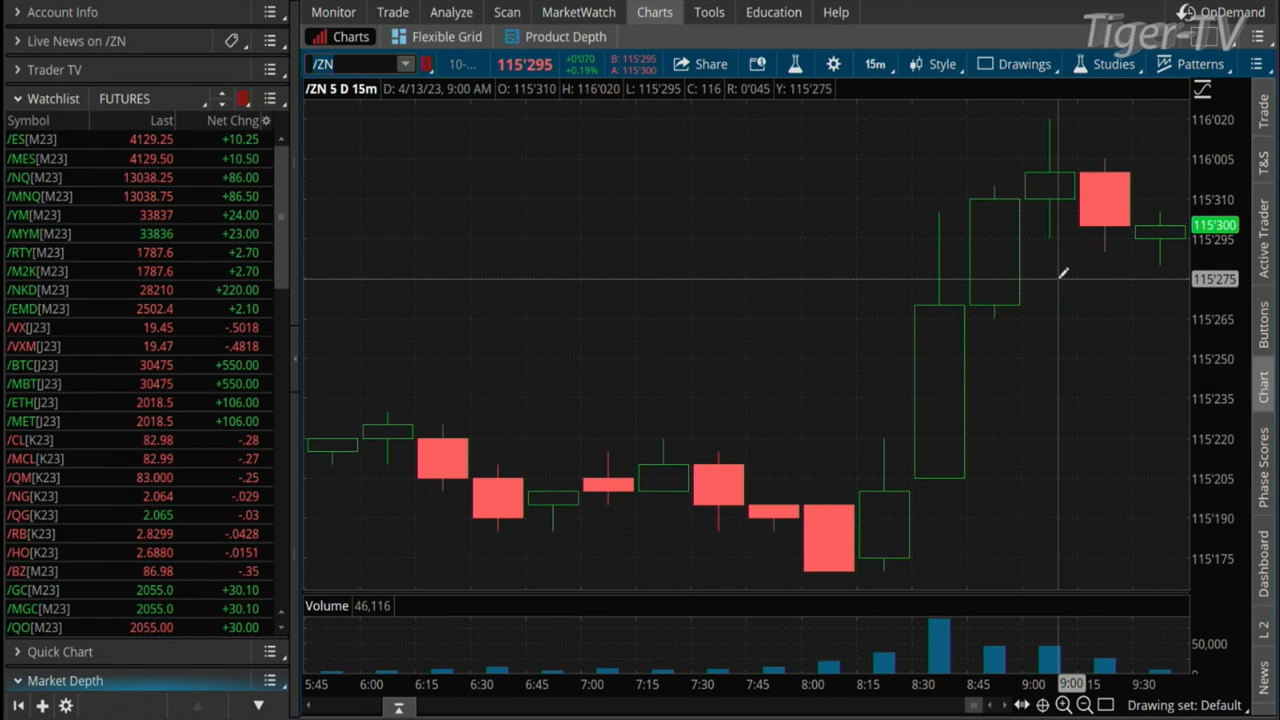 Account Info
Live News on /ZN
Trader TV
Watchlist FUTURES
Symbol Last Net Chng
/ES[M23] 4129.25 +10.25
/MES[M23] 4129.50 +10.50
/NQ[M23] 13038.25 +86.00
/MNQ[M23] 13038.75 +86.50
/YM[M23] 33837 +24.00
/MYM[M23] 33836 +23.00
/RTY[M23] 1787.6 +2.70
/M2K[M23] 1787.6 +2.70
/NKD[M23] 28210 +220.00
/EMD[M23] 2502.4 +2.10
/VX[J23] 19.45 -.5018
/VXM[J23] 19.47 -.4818
/BTC[J23] 30475 +550.00
/MBT[J23] 30475 +550.00
/ETH[J23] 2018.5 +106.00
/MET[J23] 2018.5 +106.00
/CL[K23] 82.98 -.28
/MCL[K23] 82.99 -.27
/QM[K23] 83.000 -.25
/NG[K23] 2.064 -.029
/QG[K23] 2.065 -.03
/RB[K23] 2.8299 -.0428
/HO[K23] 2.6880 -.0151
/BZ[M23] 86.98 -.35
/GC[M23] 2055.0 +30.10
/MGC[M23] 2055.0 +30.10
/QO[M23] 2055.00 +30.00
Quick Chart
Market Depth
Monitor Trade Analyze Scan MarketWatch Charts Tools Education Help
OnDemand
Tiger-TV
Charts Flexible Grid Product Depth
/ZN 10-... 115'295 +0'070 +0.19% B: 115'295 A: 115'300 Share 15m Style Drawings Studies Patterns
/ZN 5 D 15m D: 4/13/23, 9:00 AM O: 115'310 H: 116'020 L: 115'295 C: 116 R: 0'045 Y: 115'275
116'020
116'005
115'310
115'300
115'295
115'275
115'265
115'250
115'235
115'220
115'205
115'190
115'175
Volume 46,116
50,000
5:45 6:00 6:15 6:30 6:45 7:00 7:15 7:30 7:45 8:00 8:15 8:30 8:45 9:00 9:00 15 9:30
Drawing set: Default
Trade
T&S
Active Trader
Buttons
Chart
Phase Scores
Dashboard
L 2
News